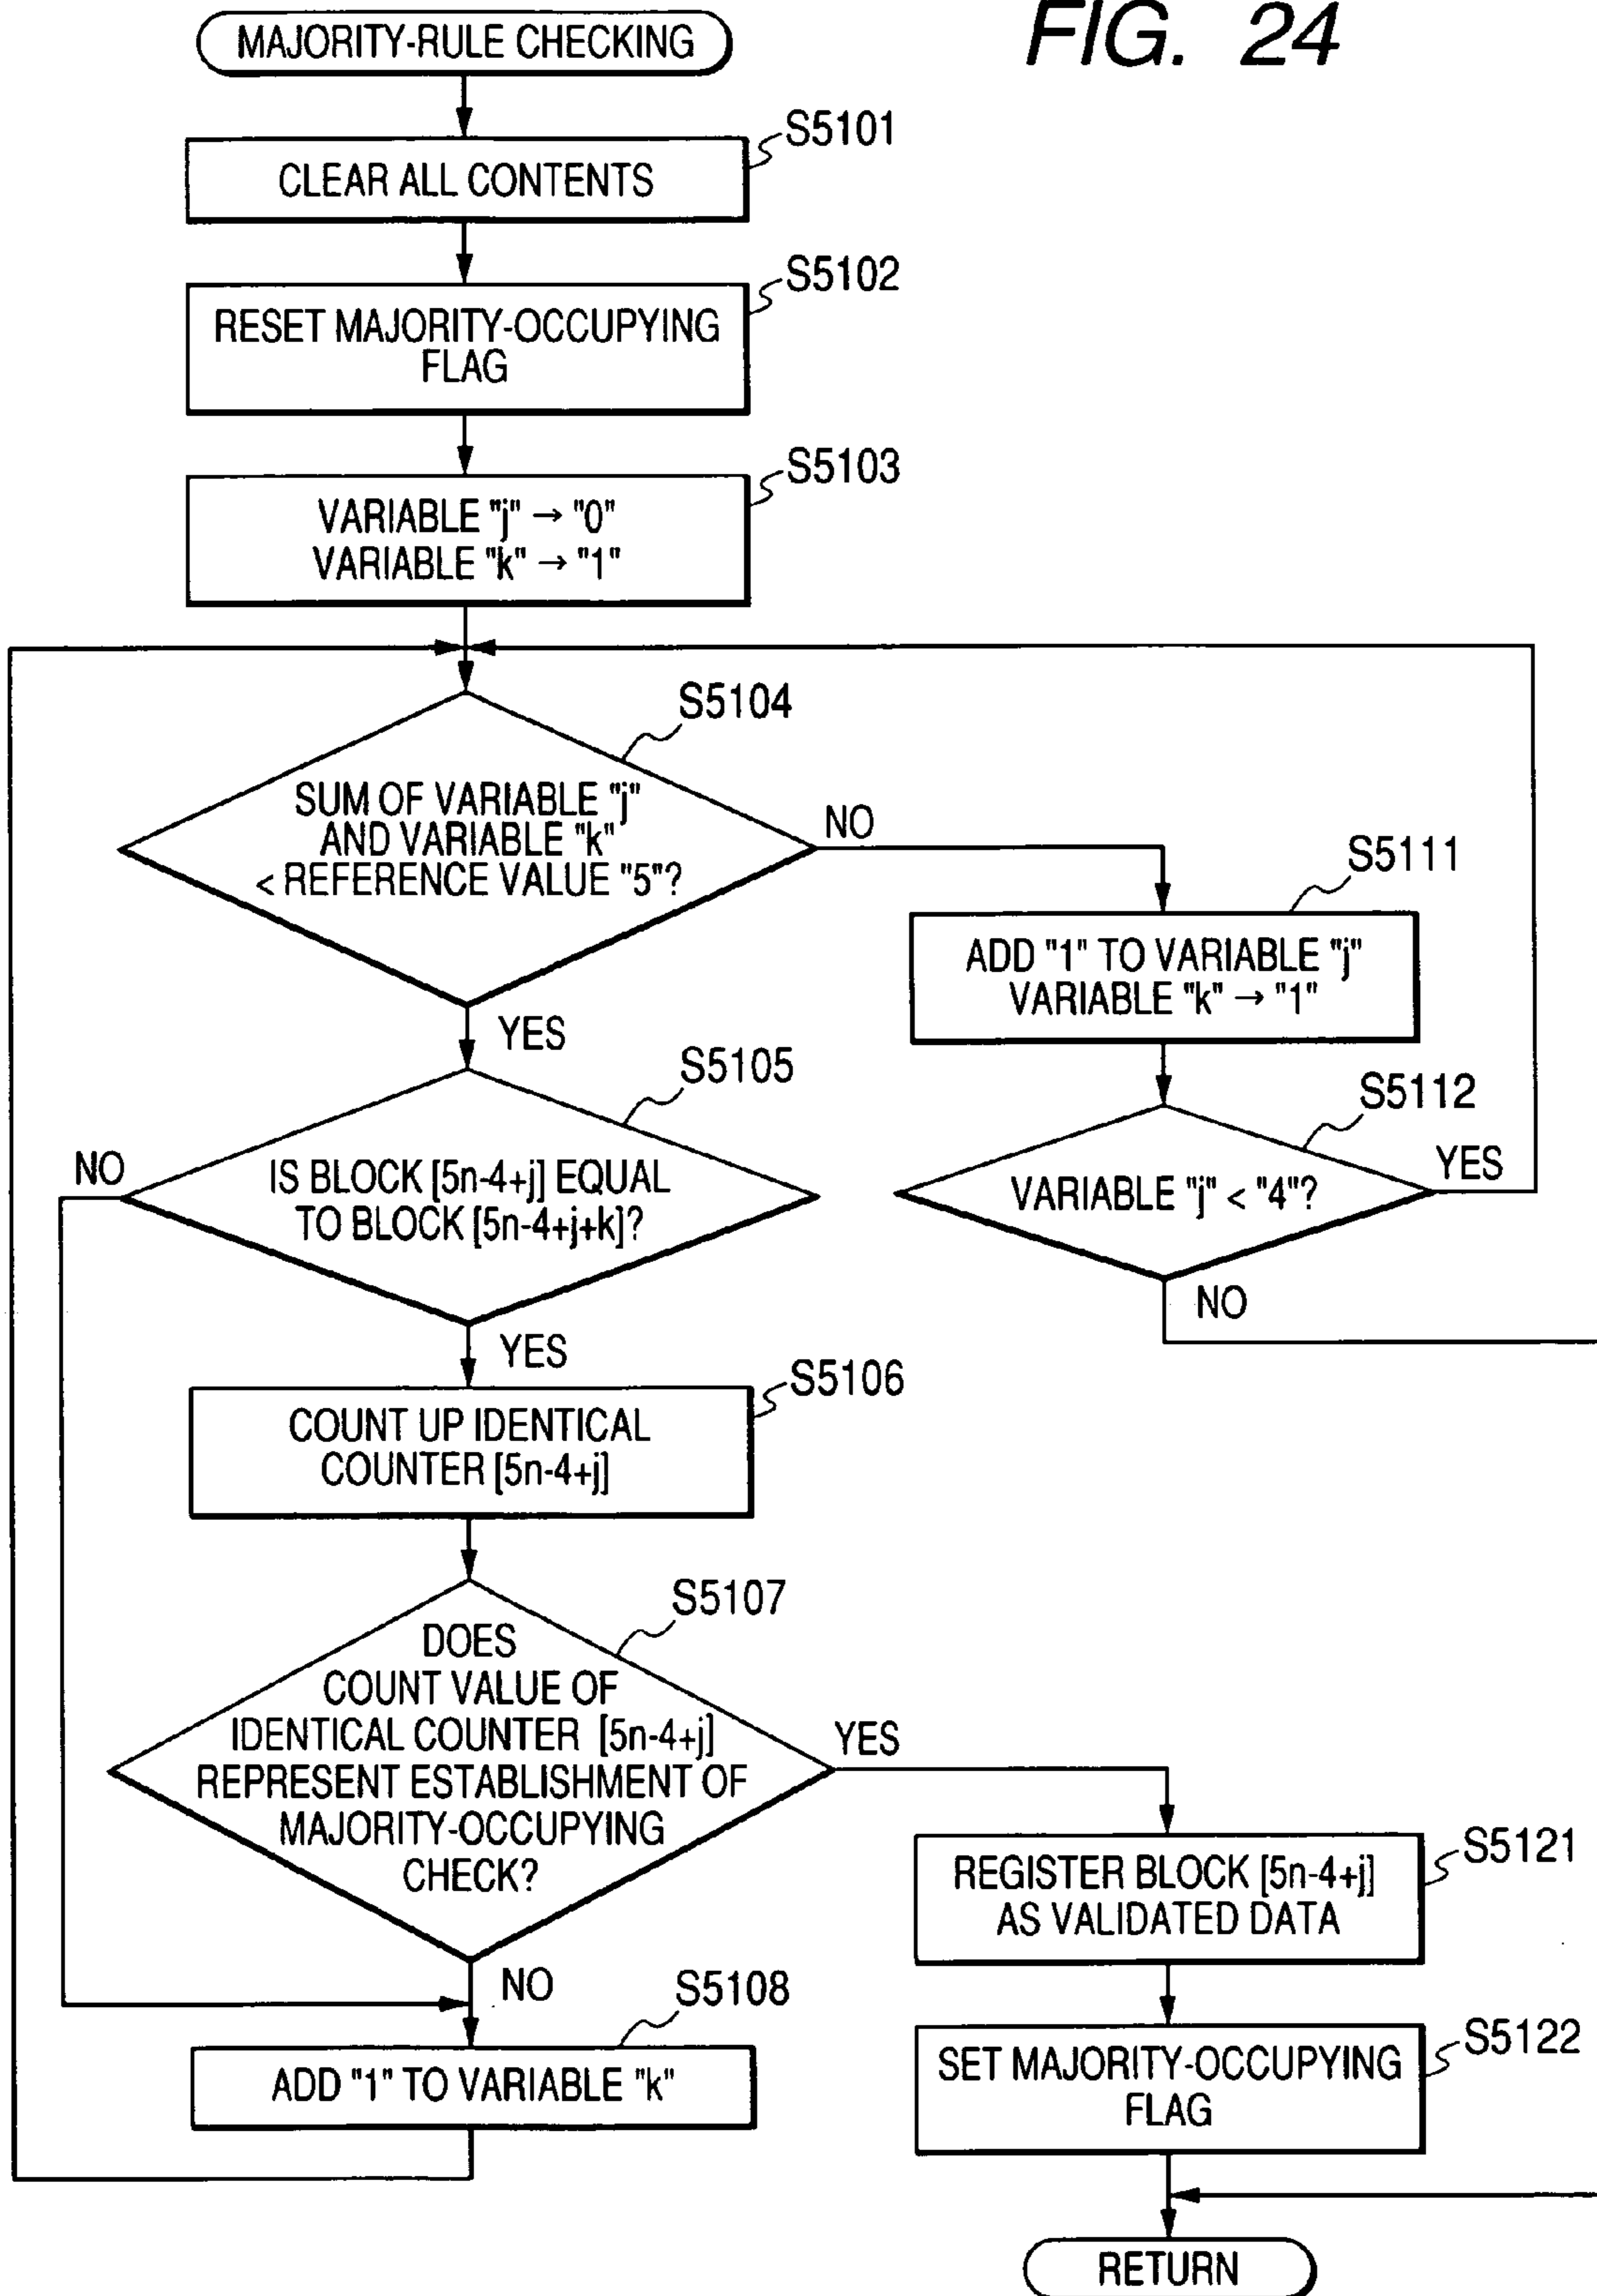 FIG. 24
MAJORITY-RULE CHECKING
S5101
CLEAR ALL CONTENTS
S5102
RESET MAJORITY-OCCUPYING
FLAG
S5103
VARIABLE "j" → "0"
VARIABLE "k" → "1"
S5104
SUM OF VARIABLE "j"
AND VARIABLE "k"
< REFERENCE VALUE "5"?
NO
YES
S5111
ADD "1" TO VARIABLE "j"
VARIABLE "k" → "1"
S5112
VARIABLE "j" < "4"?
YES
NO
S5105
IS BLOCK [5n-4+j] EQUAL
TO BLOCK [5n-4+j+k]?
NO
YES
S5106
COUNT UP IDENTICAL
COUNTER [5n-4+j]
S5107
DOES
COUNT VALUE OF
IDENTICAL COUNTER [5n-4+j]
REPRESENT ESTABLISHMENT OF
MAJORITY-OCCUPYING
CHECK?
YES
NO
S5108
ADD "1" TO VARIABLE "k"
S5121
REGISTER BLOCK [5n-4+j]
AS VALIDATED DATA
S5122
SET MAJORITY-OCCUPYING
FLAG
RETURN